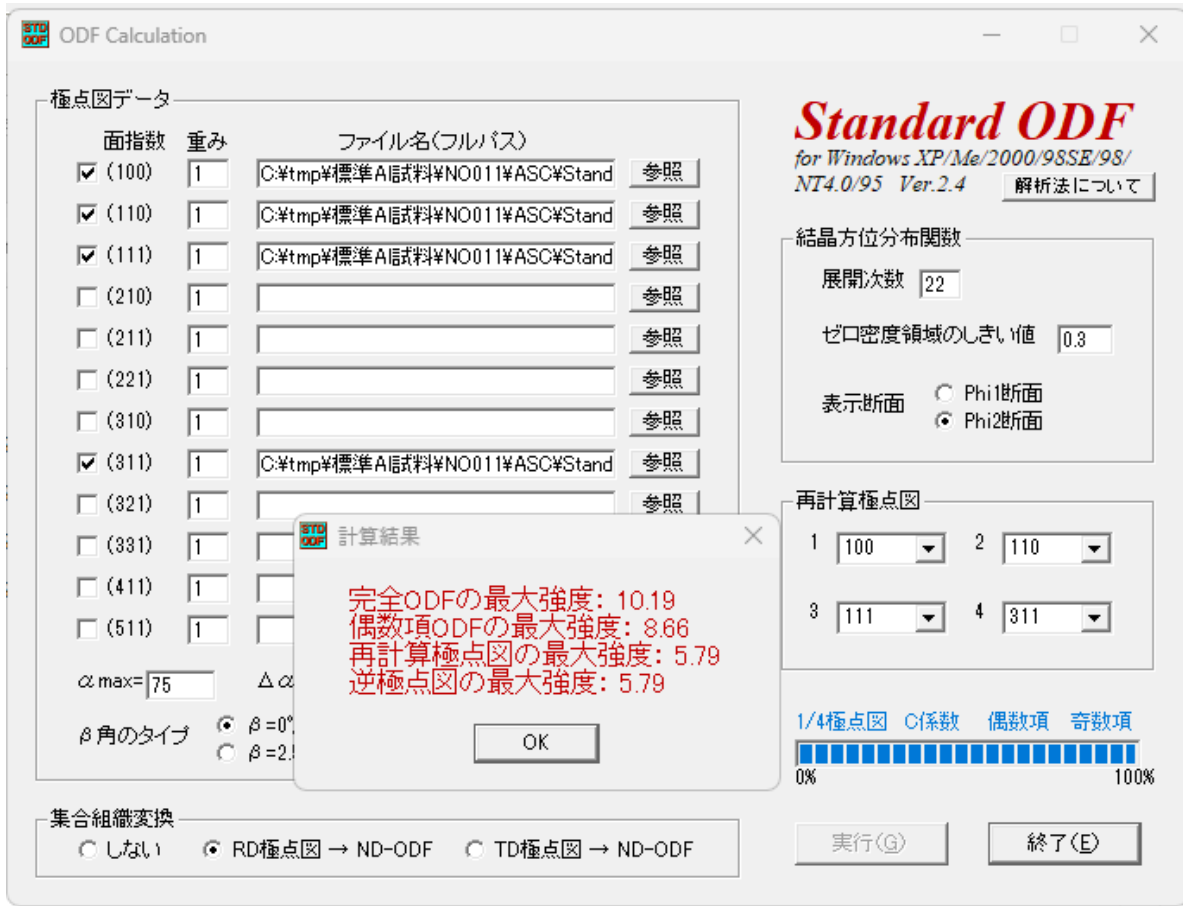 STD ODF ODF Calculation
極点図データ
面指数 重み ファイル名(フルパス)
(100) 1 C:¥tmp¥標準Al試料¥NO011¥ASC¥Stand 参照
(110) 1 C:¥tmp¥標準Al試料¥NO011¥ASC¥Stand 参照
(111) 1 C:¥tmp¥標準Al試料¥NO011¥ASC¥Stand 参照
(210) 1 参照
(211) 1 参照
(221) 1 参照
(310) 1 参照
(311) 1 C:¥tmp¥標準Al試料¥NO011¥ASC¥Stand 参照
(321) 1 参照
(331) 1
(411) 1
(511) 1
αmax= 75 Δα
β角のタイプ β=0°
β=2.5
集合組織変換
しない RD極点図 → ND-ODF TD極点図 → ND-ODF
Standard ODF
for Windows XP/Me/2000/98SE/98/
NT4.0/95 Ver.2.4 解析法について
結晶方位分布関数
展開次数 22
ゼロ密度領域のしきい値 0.3
表示断面 Phi1断面
Phi2断面
再計算極点図
1 100 2 110
3 111 4 311
1/4極点図 C係数 偶数項 奇数項
0% 100%
実行(G) 終了(E)
STD ODF 計算結果
完全ODFの最大強度: 10.19
偶数項ODFの最大強度: 8.66
再計算極点図の最大強度: 5.79
逆極点図の最大強度: 5.79
OK